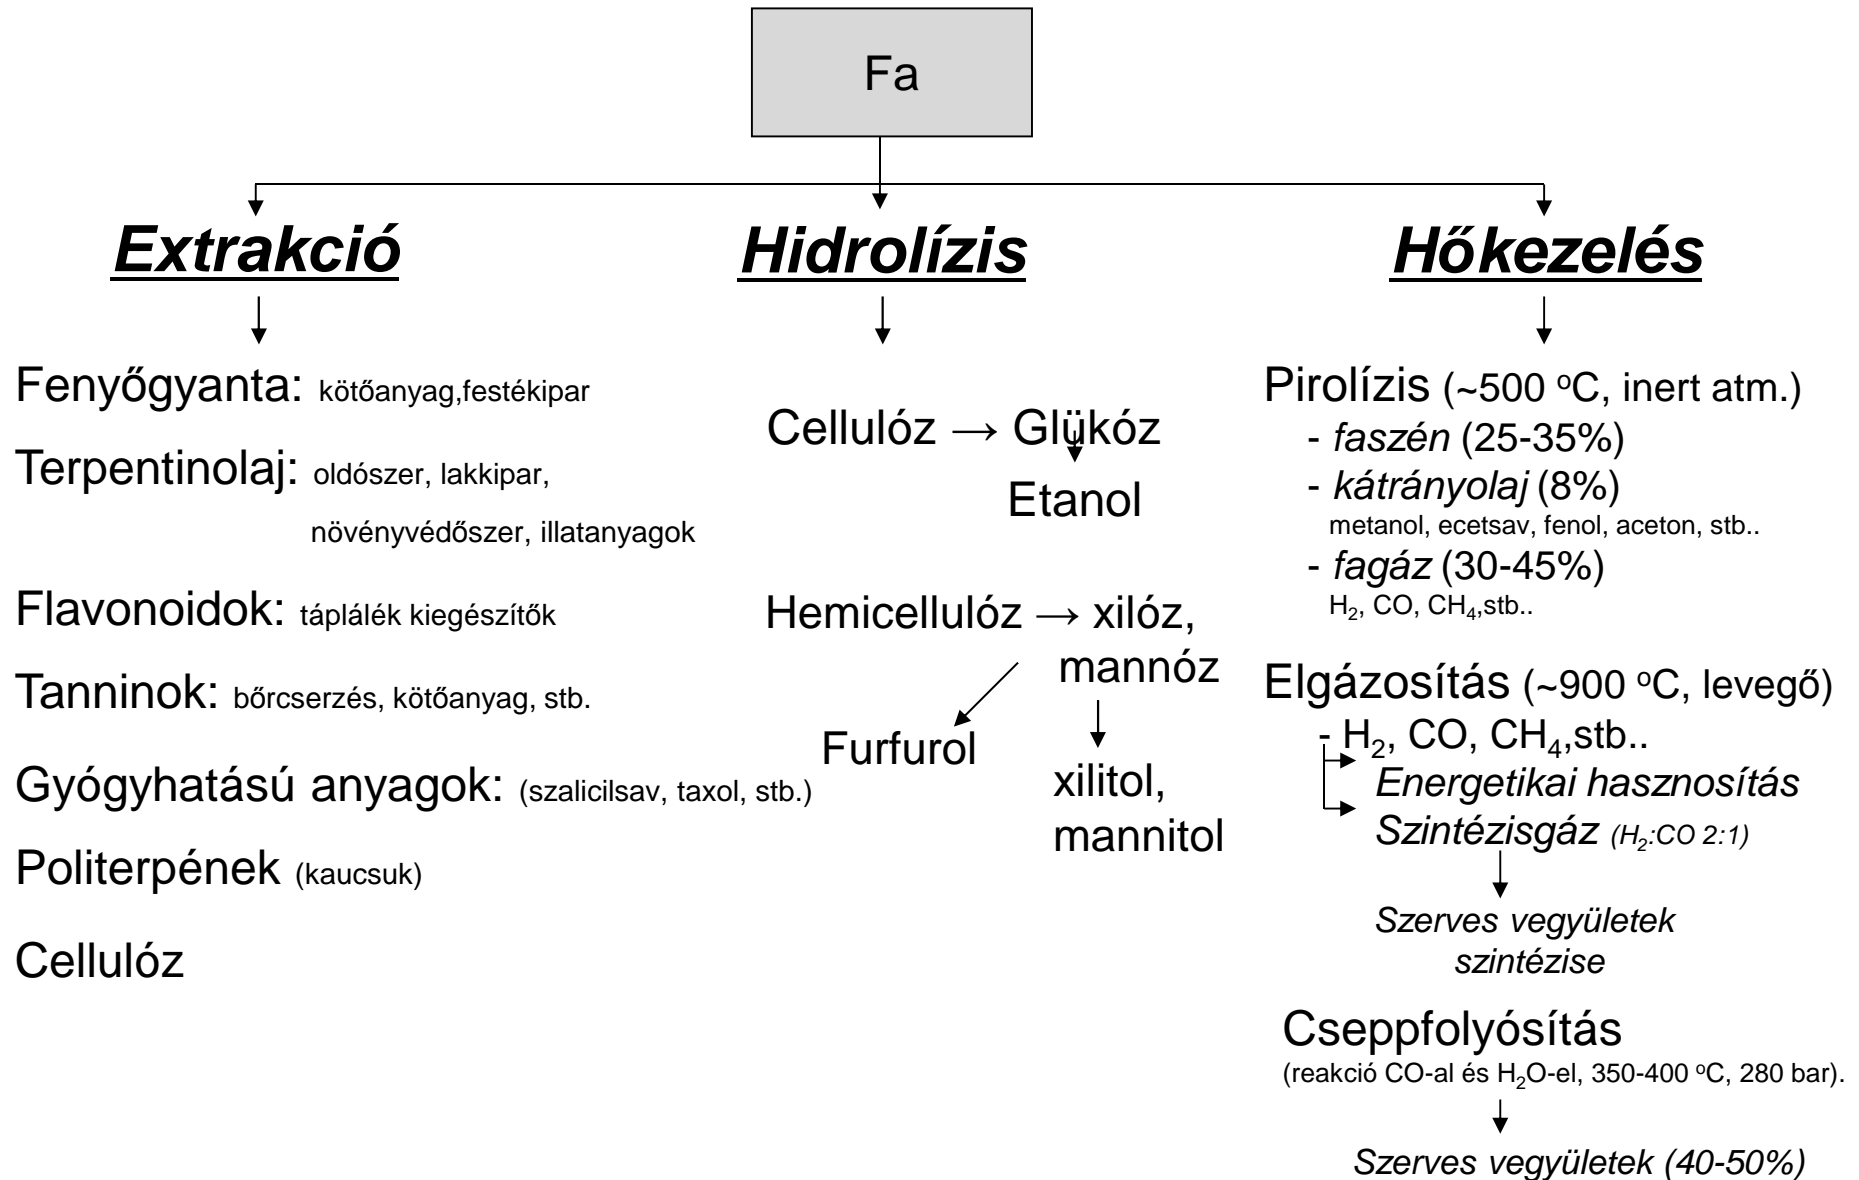 Fa
Extrakció
Fenyőgyanta: kötőanyag,festékipar
Terpentinolaj: oldószer, lakkipar,
növényvédőszer, illatanyagok
Flavonoidok: táplálék kiegészítők
Tanninok: bőrcserzés, kötőanyag, stb.
Gyógyhatású anyagok: (szalicilsav, taxol, stb.)
Politerpének (kaucsuk)
Cellulóz
Hidrolízis
Cellulóz → Glükóz
Etanol
Hemicellulóz → xilóz,
mannóz
Furfurol
xilitol,
mannitol
Hőkezelés
Pirolízis (~500 ºC, inert atm.)
- faszén (25-35%)
- kátrányolaj (8%)
metanol, ecetsav, fenol, aceton, stb..
- fagáz (30-45%)
H₂, CO, CH₄,stb..
Elgázosítás (~900 ºC, levegő)
- H₂, CO, CH₄,stb..
Energetikai hasznosítás
Szintézisgáz (H₂:CO 2:1)
Szerves vegyületek
szintézise
Cseppfolyósítás
(reakció CO-al és H₂O-el, 350-400 ºC, 280 bar).
Szerves vegyületek (40-50%)